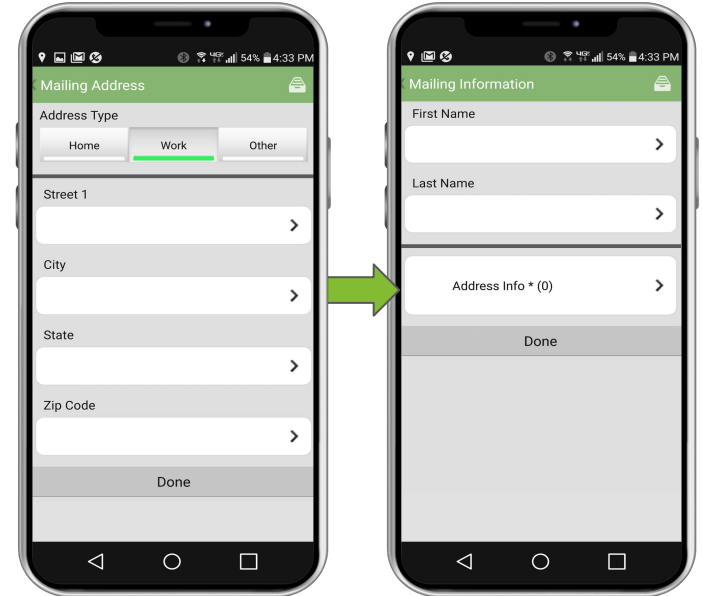 4G 54% 4:33 PM
Mailing Address
Address Type
Home Work Other
Street 1
City
State
Zip Code
Done
54% 4:33 PM
Mailing Information
First Name
Last Name
Address Info * (0)
Done